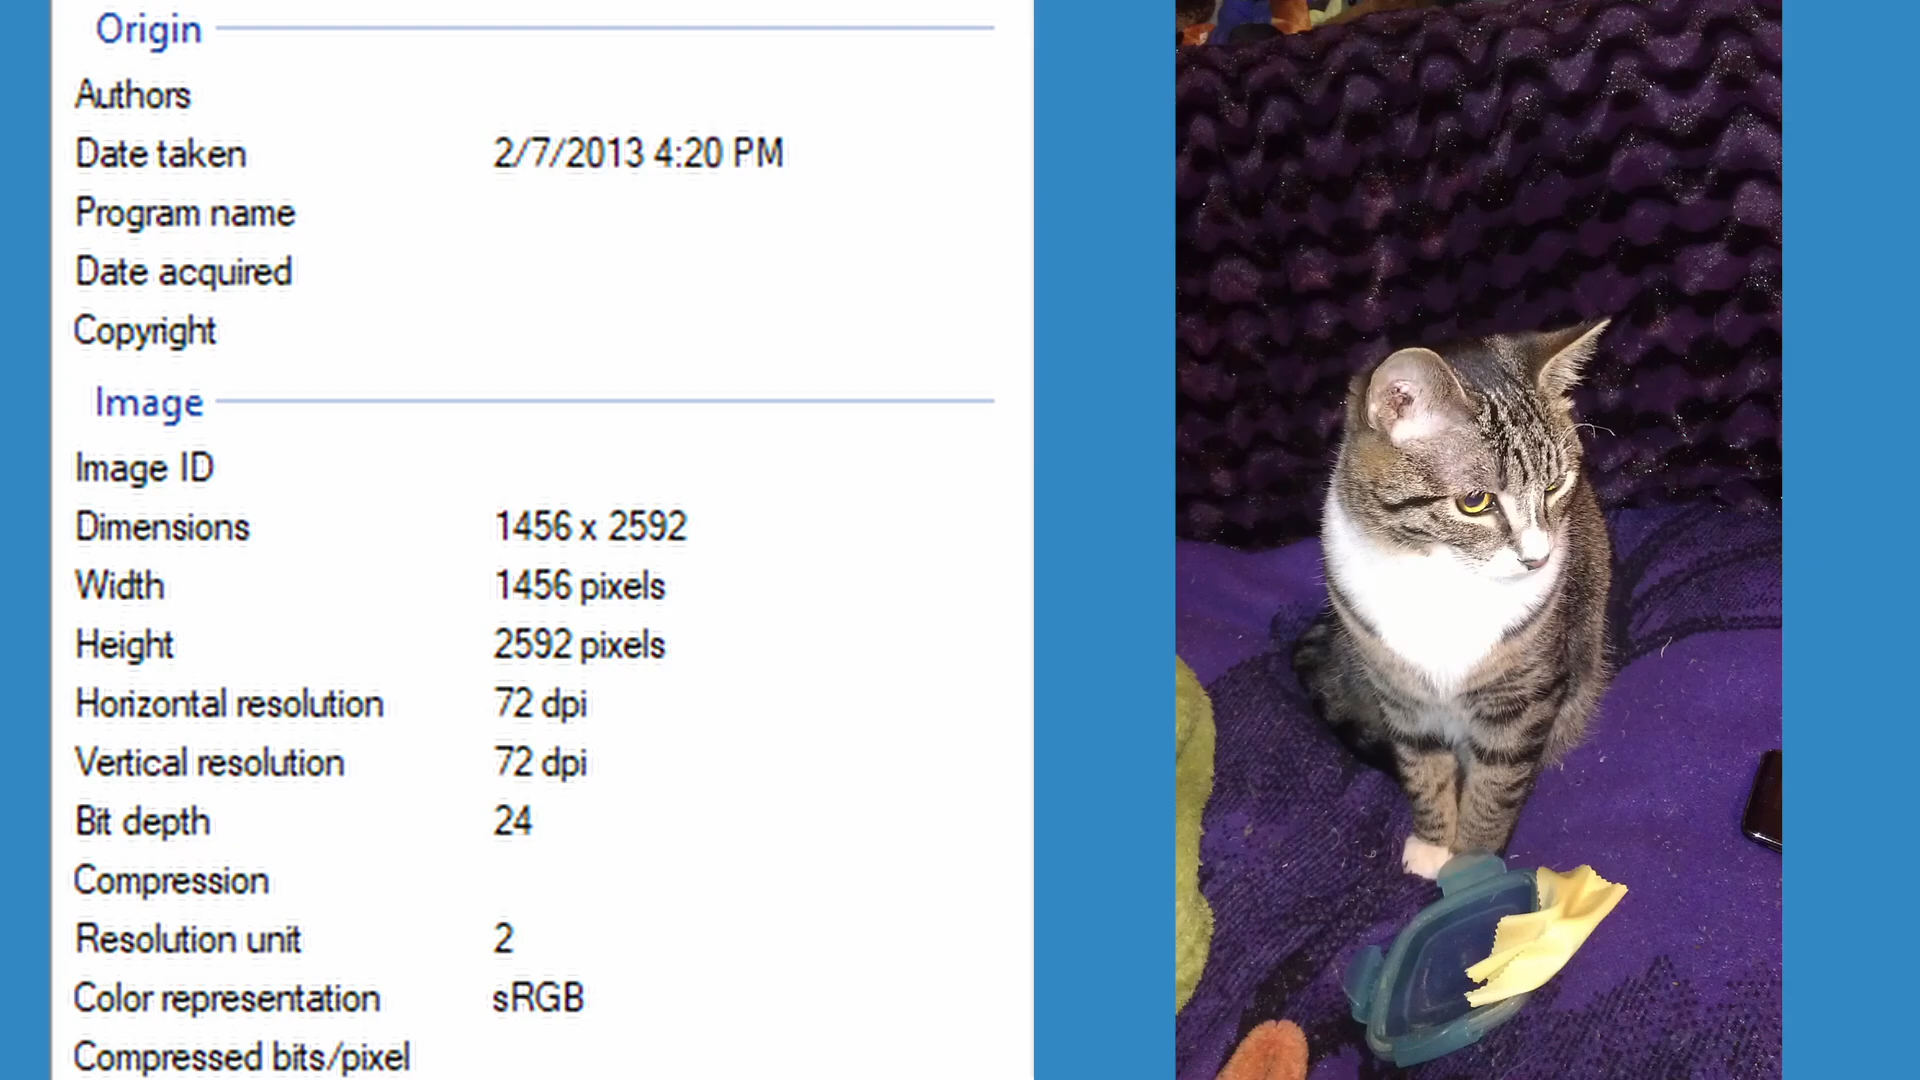 Origin
Authors
Date taken 2/7/2013 4:20 PM
Program name
Date acquired
Copyright
Image
Image ID
Dimensions 1456 x 2592
Width 1456 pixels
Height 2592 pixels
Horizontal resolution 72 dpi
Vertical resolution 72 dpi
Bit depth 24
Compression
Resolution unit 2
Color representation sRGB
Compressed bits/pixel